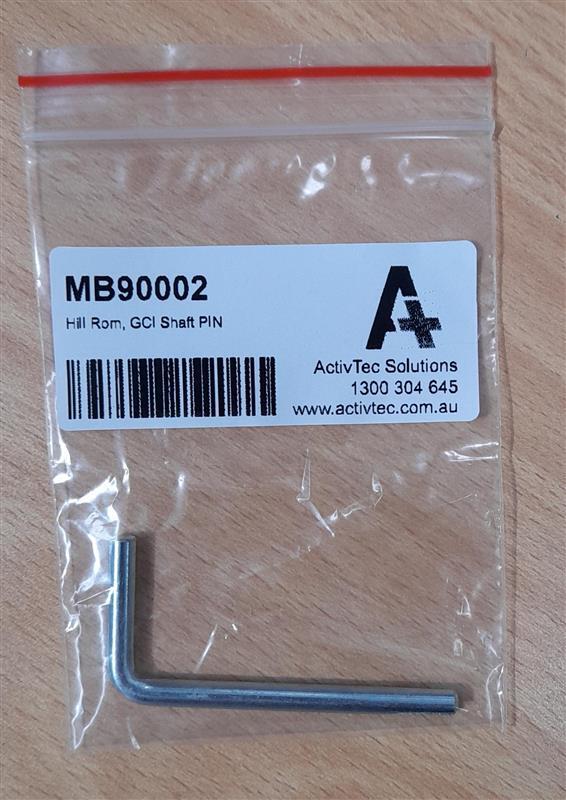 MB90002
Hill Rom, GCI Shaft PIN
A+
ActivTec Solutions
1300 304 645
www.activtec.com.au